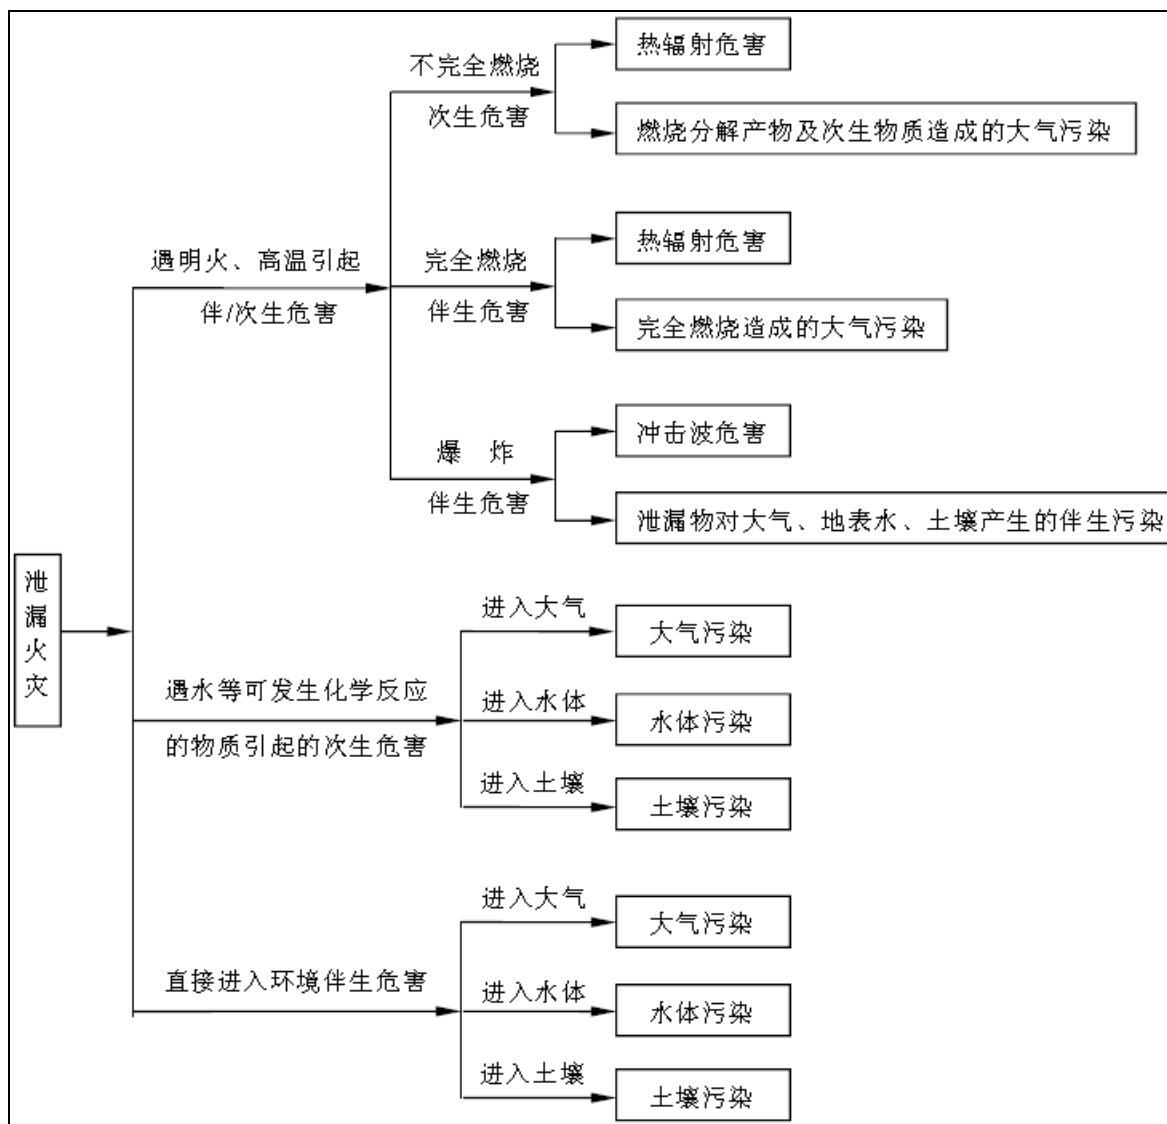 热辐射危害
不完全燃烧
次生危害
燃烧分解产物及次生物质造成的大气污染
热辐射危害
遇明火、高温引起
伴/次生危害
完全燃烧
伴生危害
完全燃烧造成的大气污染
冲击波危害
爆 炸
伴生危害
泄漏物对大气、地表水、土壤产生的伴生污染
泄
漏
火
灾
进入大气
大气污染
遇水等可发生化学反应
的物质引起的次生危害
进入水体
水体污染
进入土壤
土壤污染
进入大气
大气污染
直接进入环境伴生危害
进入水体
水体污染
进入土壤
土壤污染